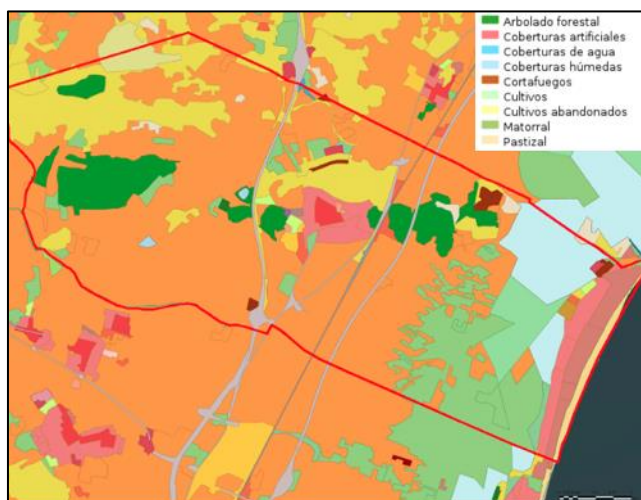 Arbolado forestal
Coberturas artificiales
Coberturas de agua
Coberturas húmedas
Cortafuegos
Cultivos
Cultivos abandonados
Matorral
Pastizal